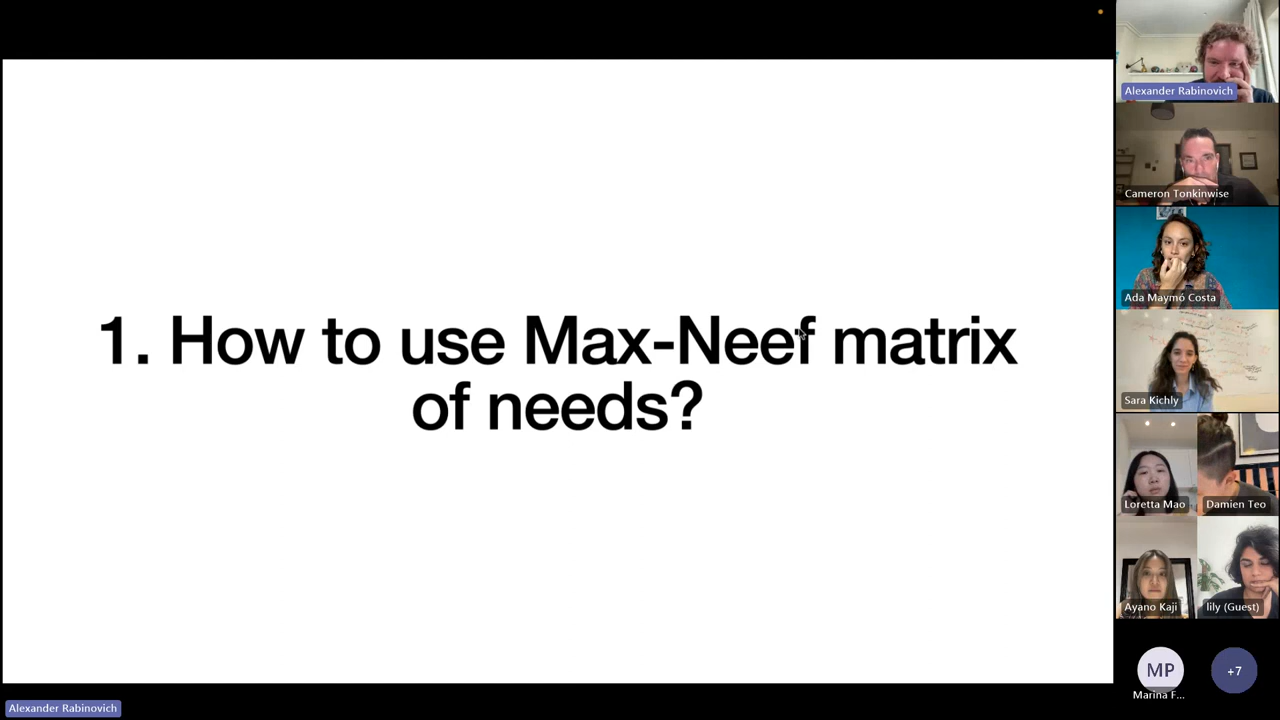 1. How to use Max-Neef matrix
of needs?
Alexander Rabinovich
Cameron Tonkinwise
Ada Maymó Costa
Sara Kichly
Loretta Mao
Damien Teo
Ayano Kaji
lily (Guest)
MP
+7
Marina F...
Alexander Rabinovich